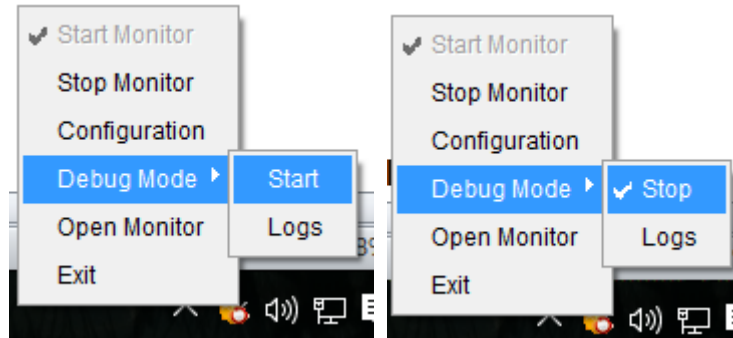 Start Monitor
Stop Monitor
Configuration
Debug Mode
Start
Open Monitor
Logs
Exit
Start Monitor
Stop Monitor
Configuration
Debug Mode
Stop
Open Monitor
Logs
Exit